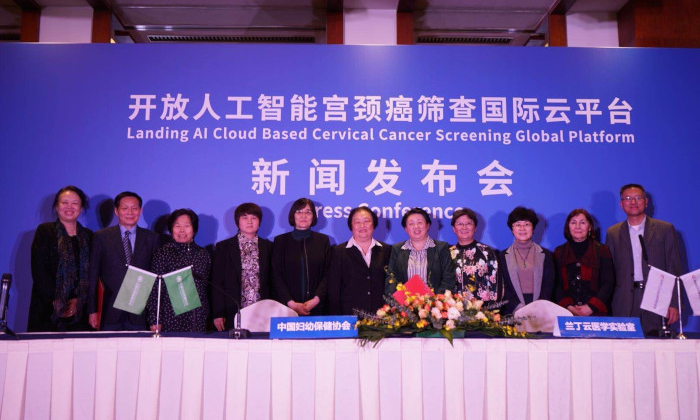 开放人工智能宫颈癌筛查国际云平台
Landing AI Cloud Based Cervical Cancer Screening Global Platform
新闻发布会
Press Conference
中国妇幼保健协会
兰丁云医学实验室